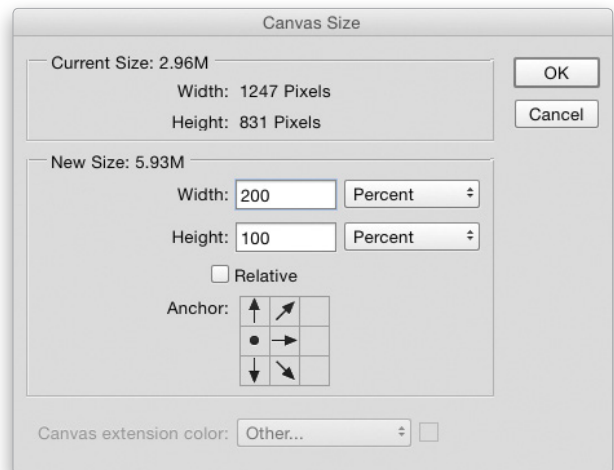 Canvas Size
Current Size: 2.96M
Width: 1247 Pixels
Height: 831 Pixels
OK
Cancel
New Size: 5.93M
Width: 200 Percent
Height: 100 Percent
Relative
Anchor:
Canvas extension color: Other...